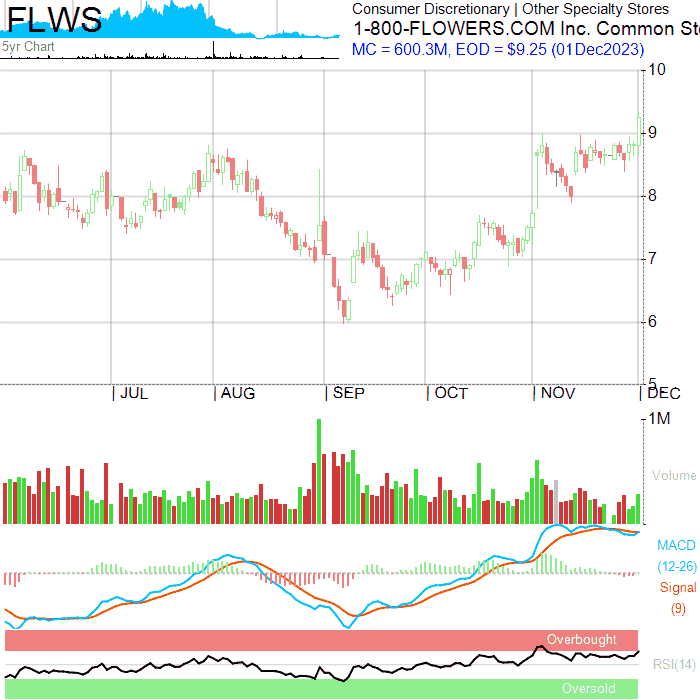 FLWS
5yr Chart
Consumer Discretionary | Other Specialty Stores
1-800-FLOWERS.COM Inc. Common Sto
MC = 600.3M, EOD = $9.25 (01Dec2023)
10
9
8
7
6
5
| JUL | AUG | SEP | OCT | NOV | DEC
1M
Volume
MACD
(12-26)
Signal
(9)
Overbought
RSI(14)
Oversold